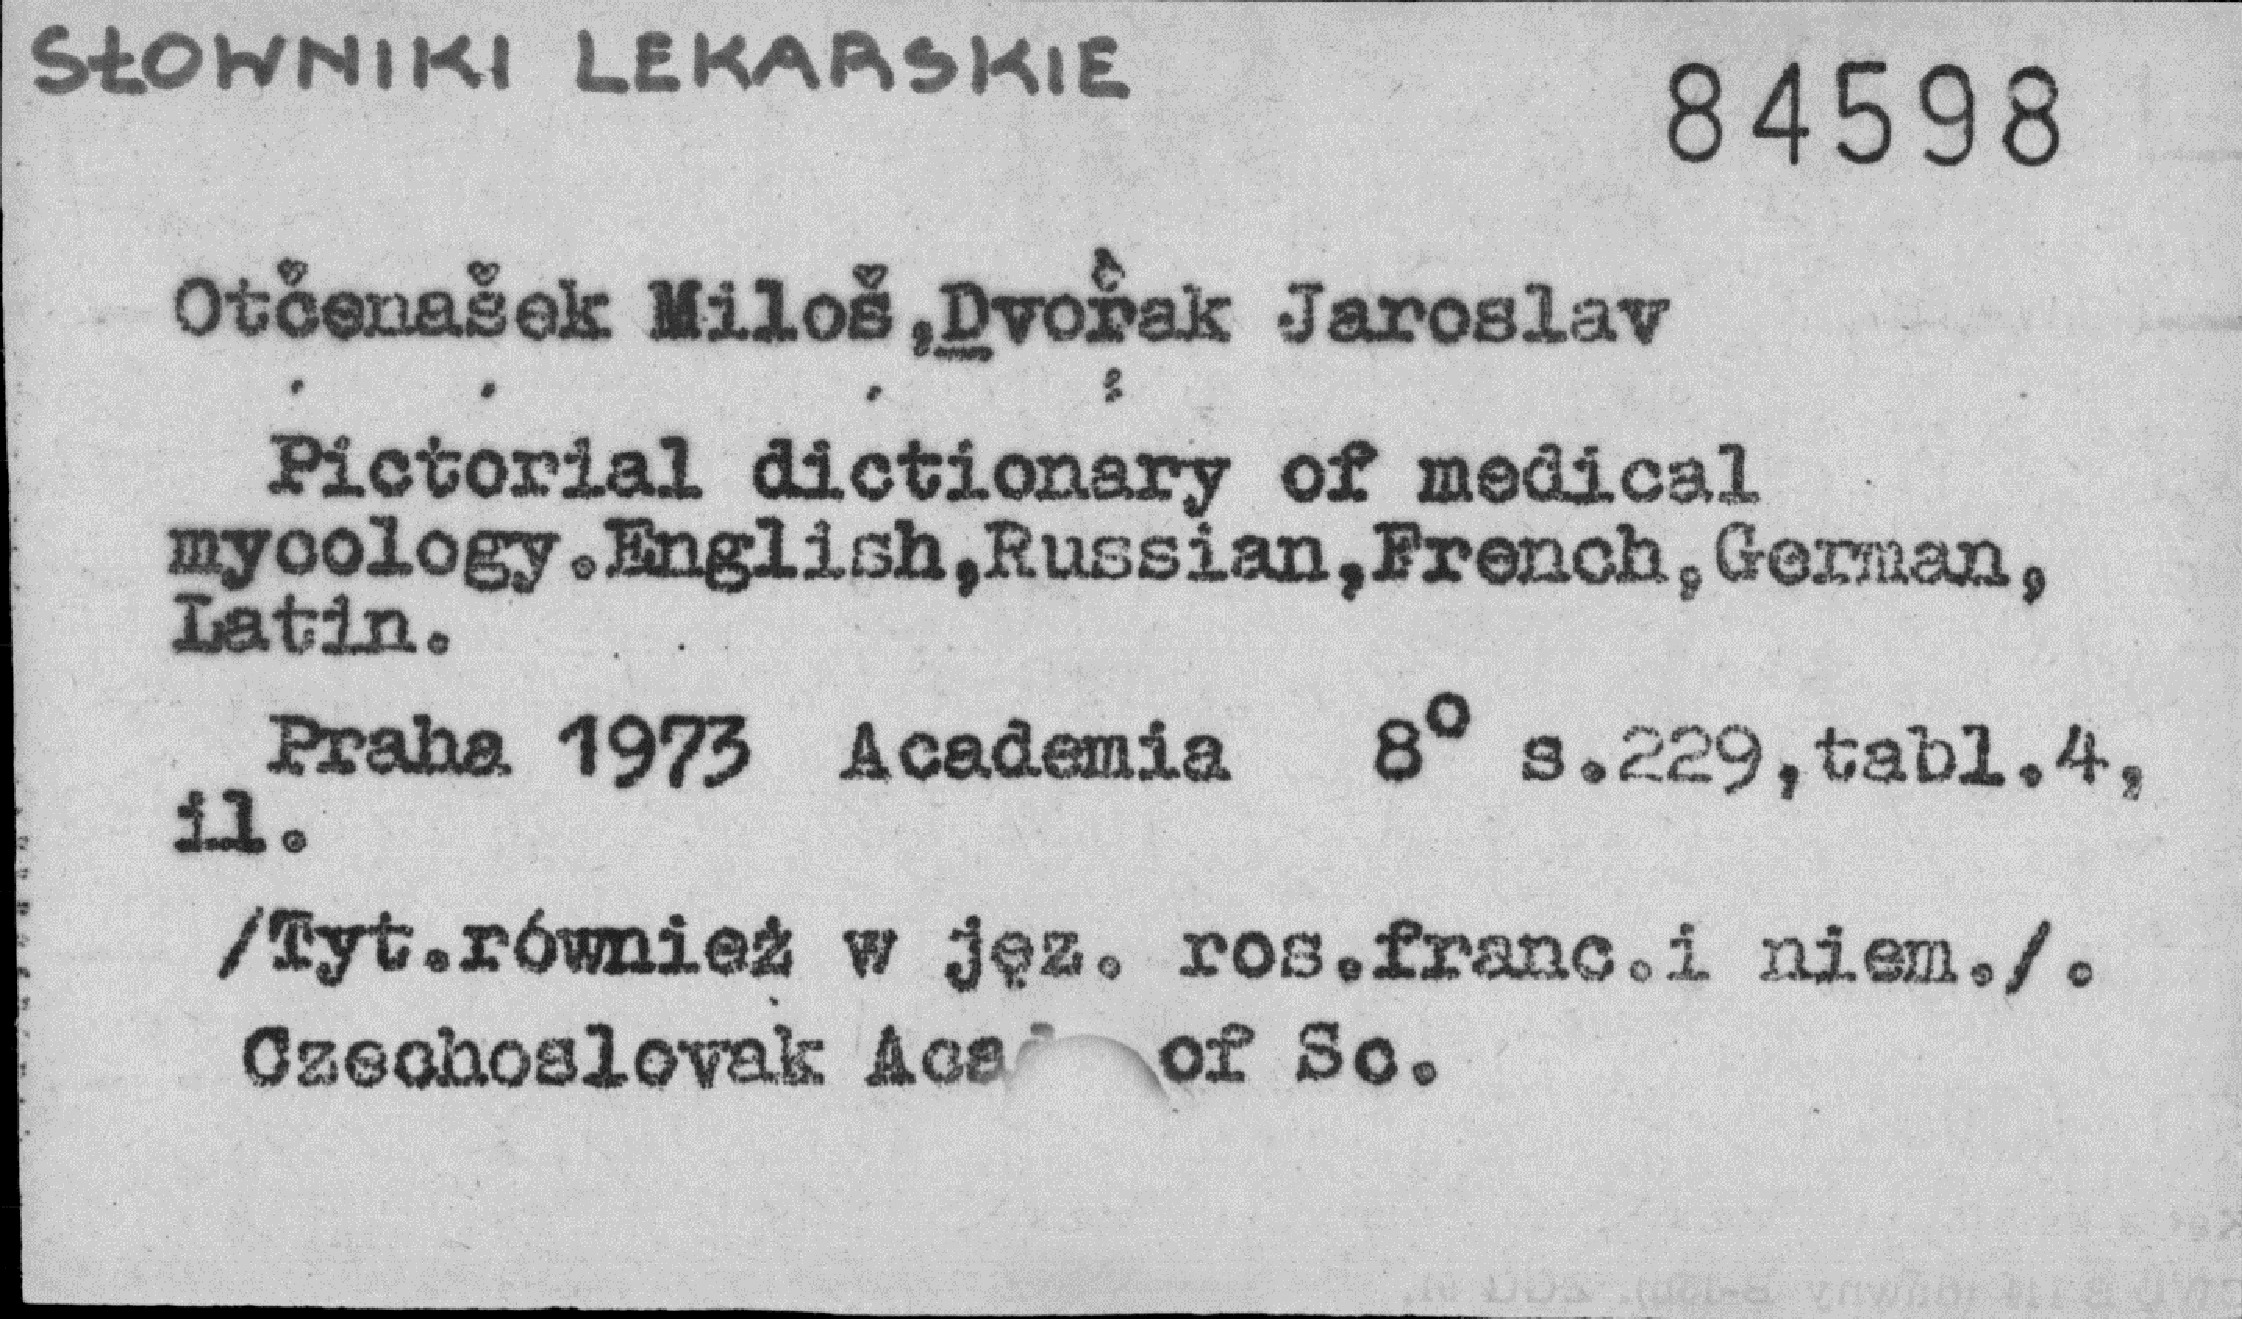 SŁOWNIKI LEKARSKIE
84598
Otčenašek Miloš,Dvořak Jaroslav
Pictorial dictionary of medical
mycology.English,Russian,French,German,
Latin.
Praha 1973 Academia 8° s.229,tabl.4,
il.
/Tyt.również w jęz. ros.franc.i niem./.
Czechoslovak Acad of Sc.